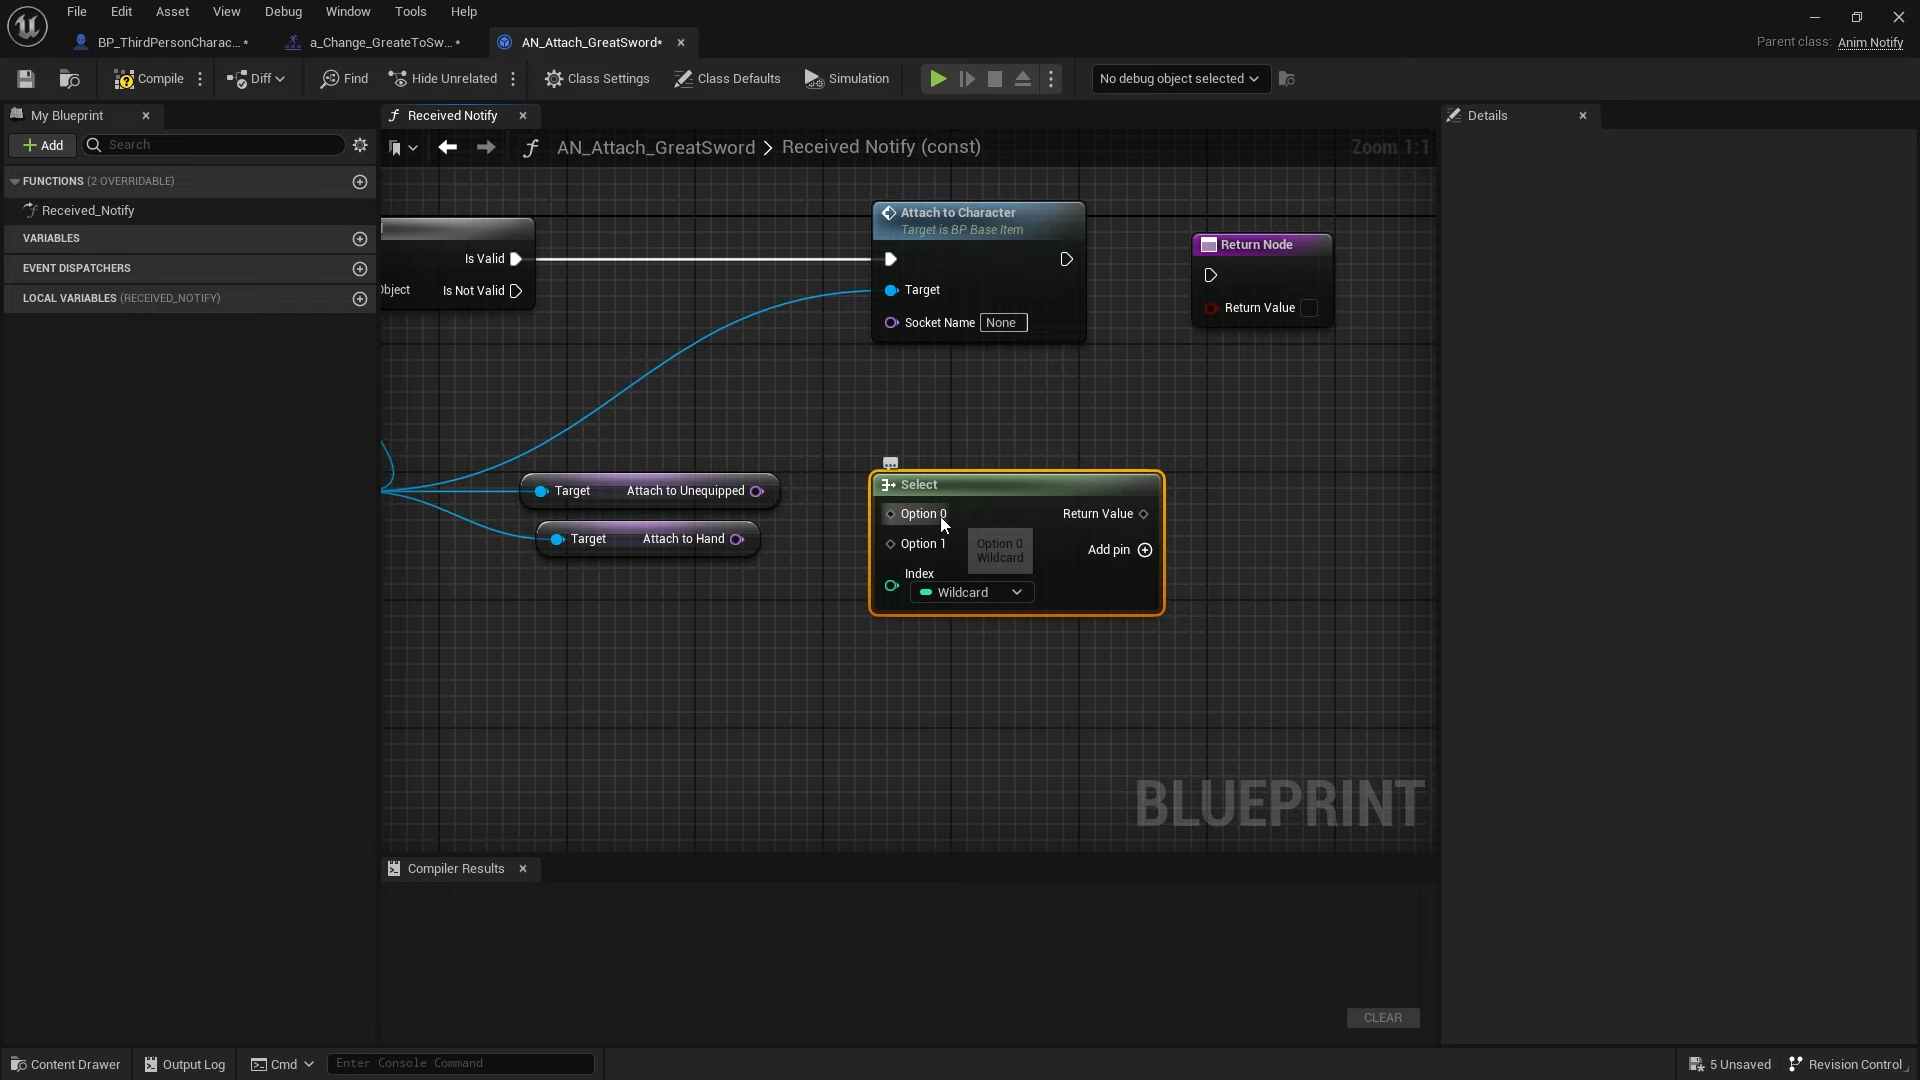 File Edit Asset View Debug Window Tools Help
BP_ThirdPersonCharac... * a_Change_GreateToSw... * AN_Attach_GreatSword*
Parent class: Anim Notify
Compile Diff Find Hide Unrelated Class Settings Class Defaults Simulation No debug object selected
My Blueprint
Received Notify
Details
Add Search
AN_Attach_GreatSword > Received Notify (const)
Zoom 1:1
FUNCTIONS (2 OVERRIDABLE)
Received_Notify
VARIABLES
EVENT DISPATCHERS
LOCAL VARIABLES (RECEIVED_NOTIFY)
Is Valid
Object Is Not Valid
Attach to Character
Target is BP Base Item
Target
Socket Name None
Return Node
Return Value
Target Attach to Unequipped
Target Attach to Hand
Select
Option 0 Return Value
Option 1 Add pin
Index
Wildcard
Option 0
Wildcard
BLUEPRINT
Compiler Results
CLEAR
Content Drawer Output Log Cmd Enter Console Command 5 Unsaved Revision Control